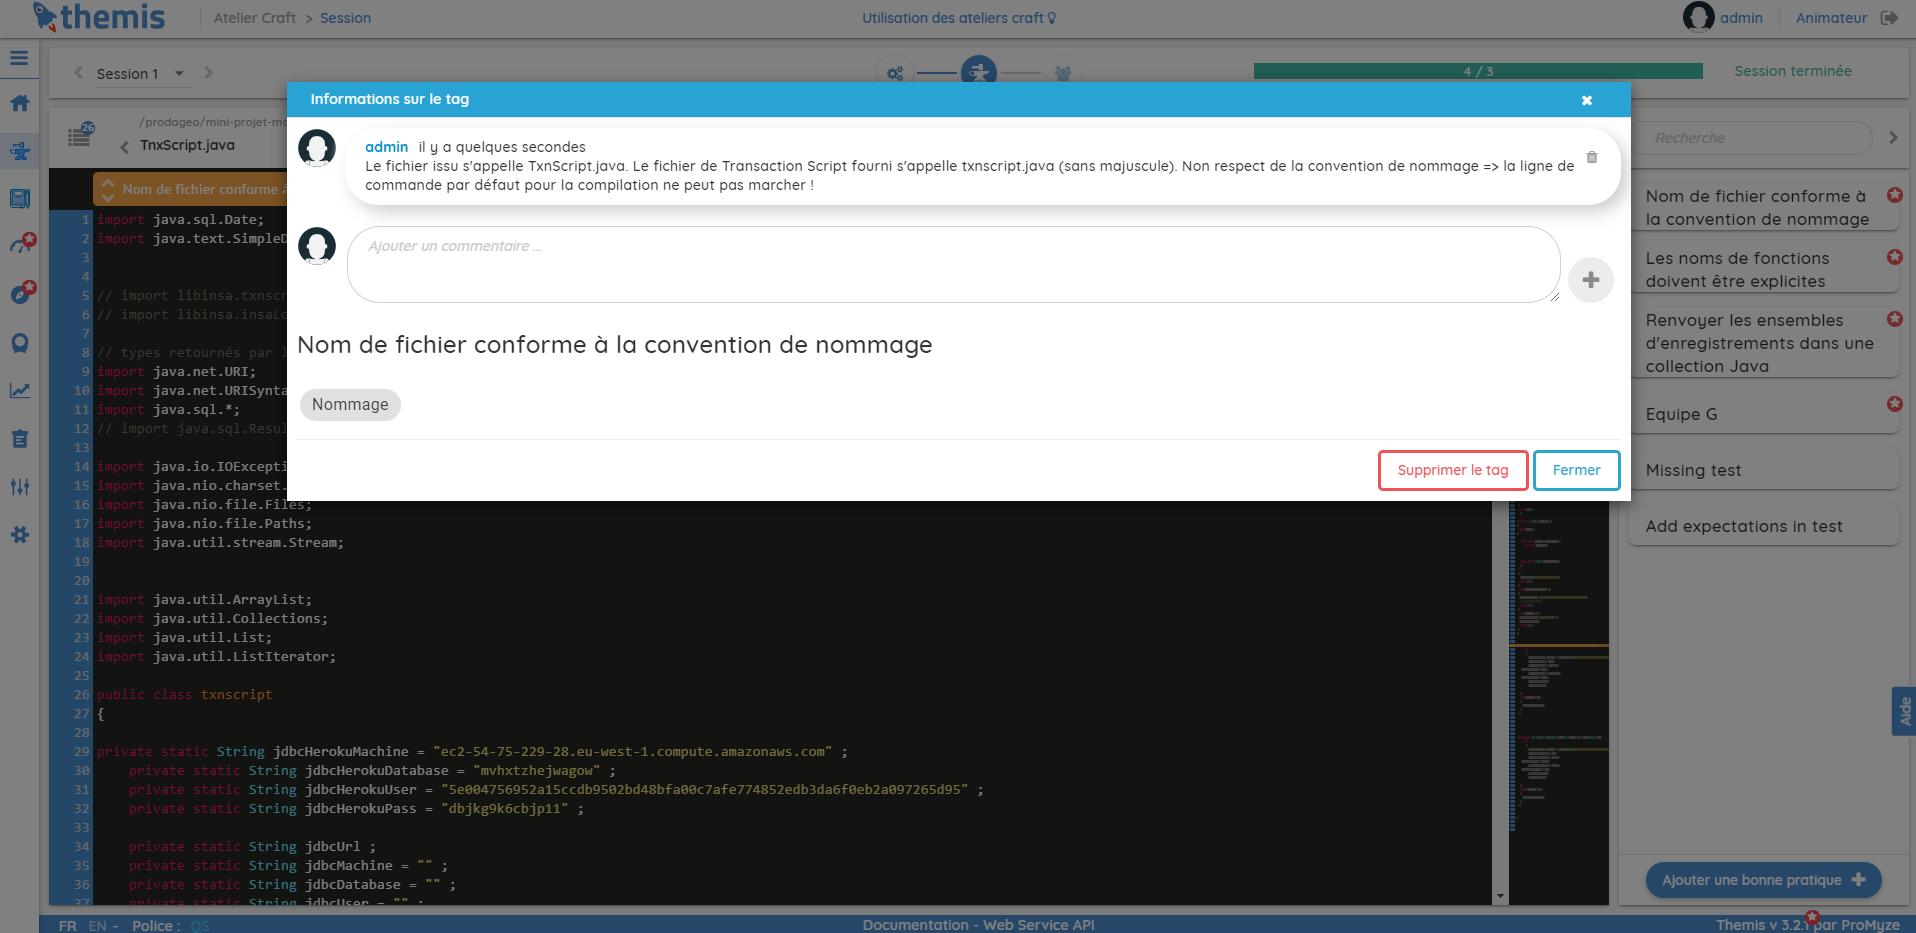 themis
Atelier Craft > Session
Utilisation des ateliers craft
admin
Animateur
Session 1
4 / 3
Session terminée
Informations sur le tag
admin il y a quelques secondes
Le fichier issu s'appelle TxnScript.java. Le fichier de Transaction Script fourni s'appelle txnscript.java (sans majuscule). Non respect de la convention de nommage => la ligne de
commande par défaut pour la compilation ne peut pas marcher !
Ajouter un commentaire ...
Nom de fichier conforme à la convention de nommage
Nommage
Supprimer le tag
Fermer
26
/prodageo/mini-projet-m
TnxScript.java
Nom de fichier conforme
1 import java.sql.Date;
2 import java.text.Simple
3
4
5 // import libinsa.txnscr
6 // import libinsa.insaL
7
8 // types retournés par
9 import java.net.URI;
10 import java.net.URISynta
11 import java.sql.*;
12 // import java.sql.Resul
13
14 import java.io.IOExcepti
15 import java.nio.charset.
16 import java.nio.file.Files;
17 import java.nio.file.Paths;
18 import java.util.stream.Stream;
19
20
21 import java.util.ArrayList;
22 import java.util.Collections;
23 import java.util.List;
24 import java.util.ListIterator;
25
26 public class txnscript
27 {
28
29 private static String jdbcHerokuMachine = "ec2-54-75-229-28.eu-west-1.compute.amazonaws.com" ;
30 private static String jdbcHerokuDatabase = "mvhxtzhejwagow" ;
31 private static String jdbcHerokuUser = "5e004756952a15ccdb9502bd48bfa00c7afe774852edb3da6f0eb2a097265d95" ;
32 private static String jdbcHerokuPass = "dbjkg9k6cbjp11" ;
33
34 private static String jdbcUrl ;
35 private static String jdbcMachine = "" ;
36 private static String jdbcDatabase = "" ;
37 private static String jdbcUser = "" ;
Recherche
Nom de fichier conforme à
la convention de nommage
Les noms de fonctions
doivent être explicites
Renvoyer les ensembles
d'enregistrements dans une
collection Java
Equipe G
Missing test
Add expectations in test
Aide
Ajouter une bonne pratique
FR EN - Police : OS
Documentation - Web Service API
Themis v 3.2.1 par ProMyze